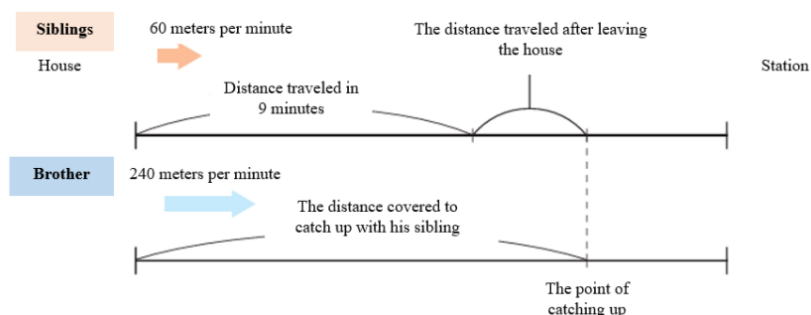 Siblings
60 meters per minute
The distance traveled after leaving
the house
House
Station
Distance traveled in
9 minutes
Brother
240 meters per minute
The distance covered to
catch up with his sibling
The point of
catching up